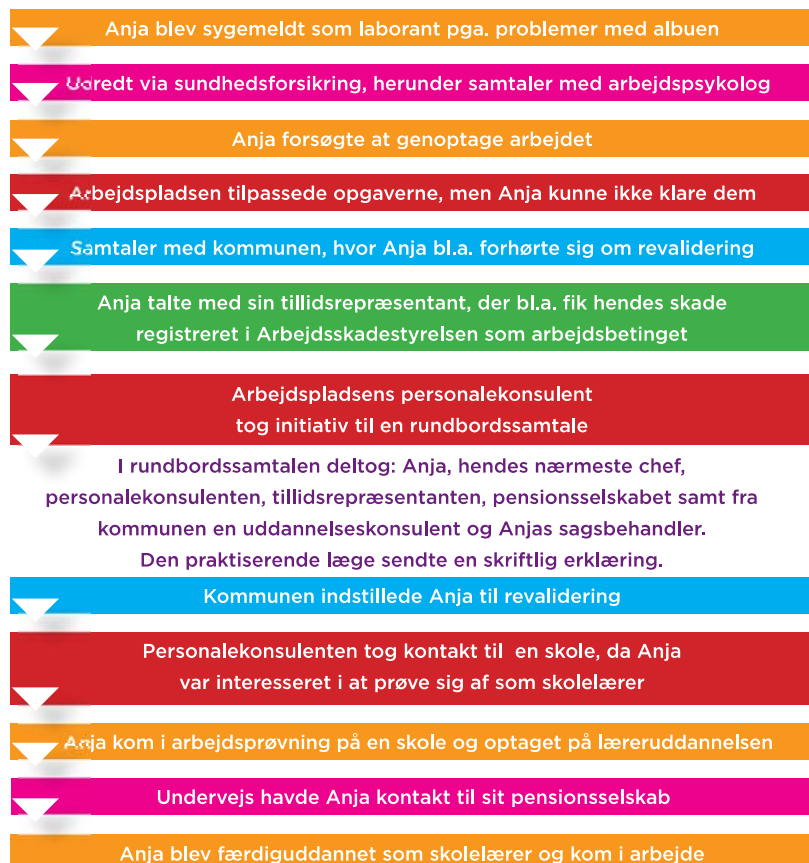 Anja blev sygemeldt som laborant pga. problemer med albuen
Udredt via sundhedsforsikring, herunder samtaler med arbejdspsykolog
Anja forsøgte at genoptage arbejdet
Arbejdspladsen tilpassede opgaverne, men Anja kunne ikke klare dem
Samtaler med kommunen, hvor Anja bl.a. forhørte sig om revalidering
Anja talte med sin tillidsrepræsentant, der bl.a. fik hendes skade
registreret i Arbejdsskadestyrelsen som arbejdsbetinget
Arbejdspladsens personalekonsulent
tog initiativ til en rundbordssamtale
I rundbordssamtalen deltog: Anja, hendes nærmeste chef,
personalekonsulenten, tillidsrepræsentanten, pensionsselskabet samt fra
kommunen en uddannelseskonsulent og Anjas sagsbehandler.
Den praktiserende læge sendte en skriftlig erklæring.
Kommunen indstillede Anja til revalidering
Personalekonsulenten tog kontakt til en skole, da Anja
var interesseret i at prøve sig af som skolelærer
Anja kom i arbejdsprøvning på en skole og optaget på læreruddannelsen
Undervejs havde Anja kontakt til sit pensionsselskab
Anja blev færdiguddannet som skolelærer og kom i arbejde